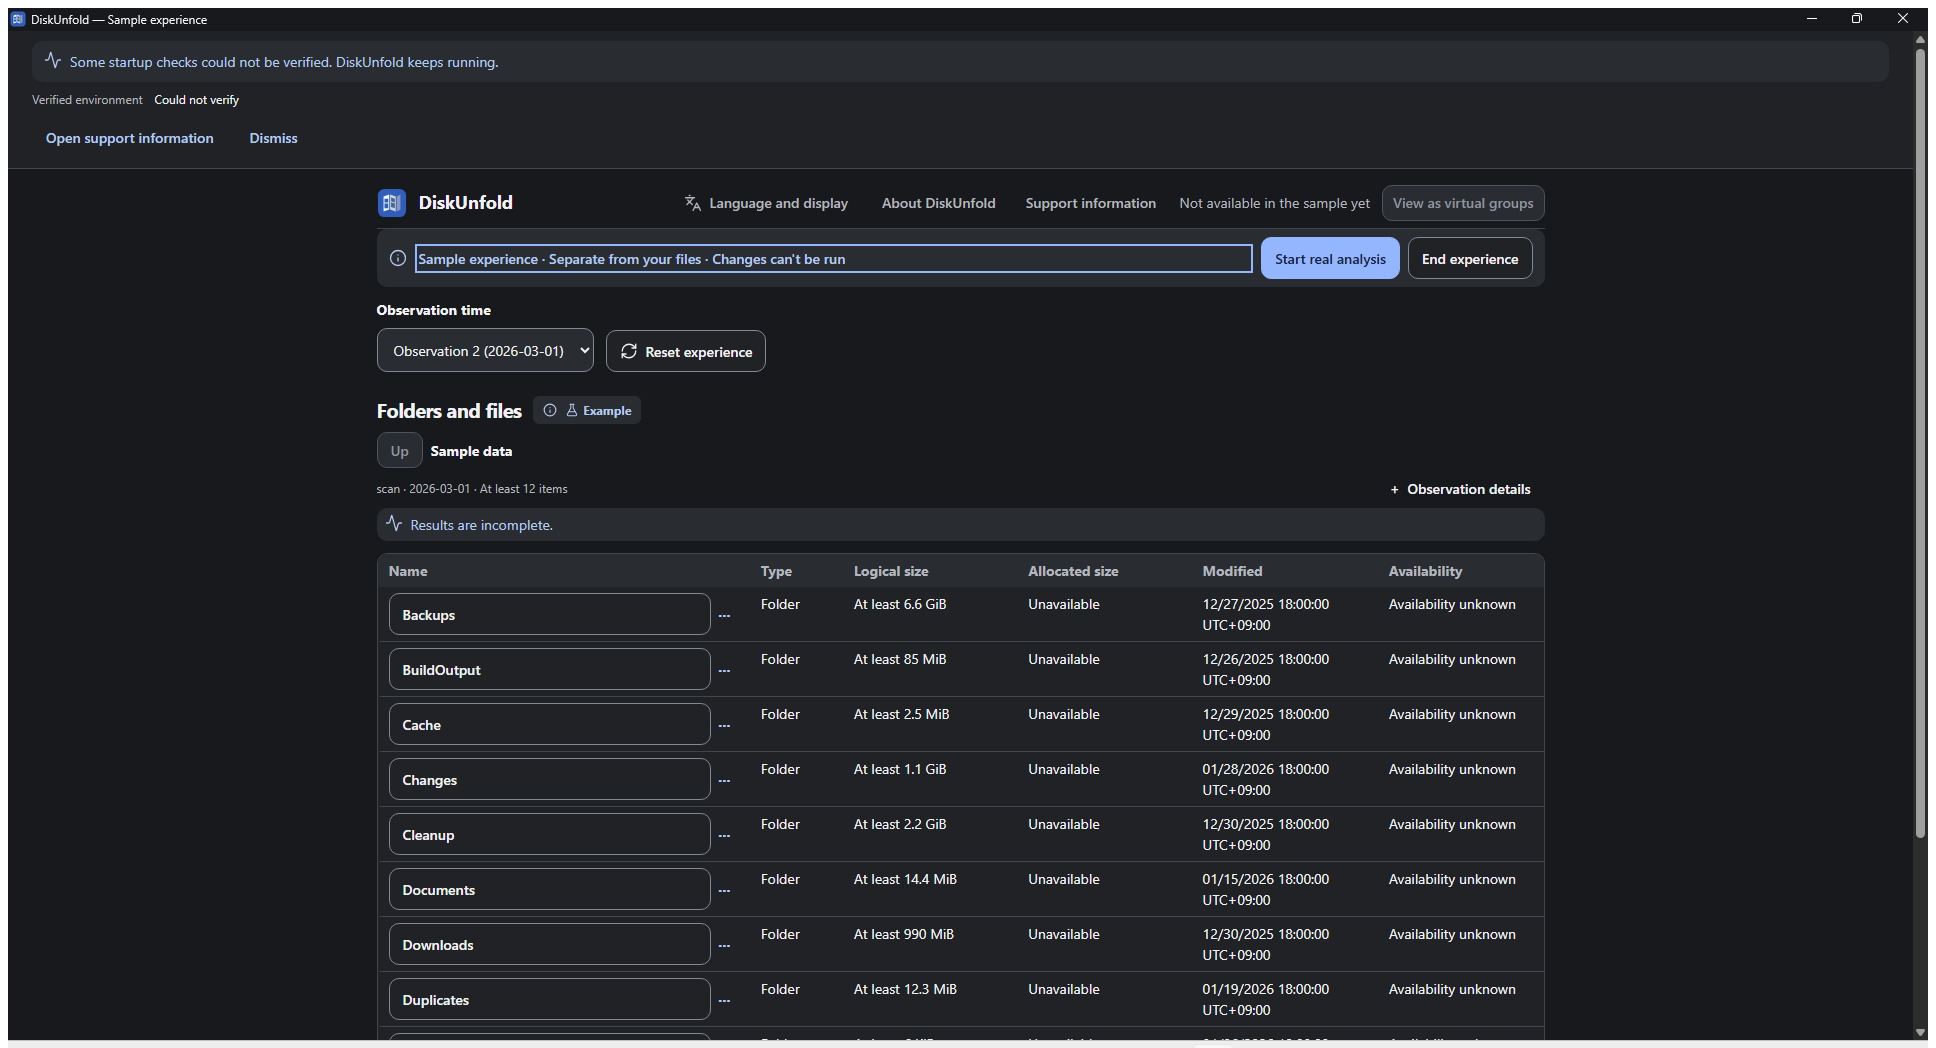 DiskUnfold — Sample experience
Some startup checks could not be verified. DiskUnfold keeps running.
Verified environment Could not verify
Open support information Dismiss
DiskUnfold Language and display About DiskUnfold Support information Not available in the sample yet View as virtual groups
Sample experience · Separate from your files · Changes can't be run Start real analysis End experience
Observation time
Observation 2 (2026-03-01) Reset experience
Folders and files Example
Up Sample data
scan · 2026-03-01 · At least 12 items + Observation details
Results are incomplete.
Name Type Logical size Allocated size Modified Availability
Backups ... Folder At least 6.6 GiB Unavailable 12/27/2025 18:00:00 Availability unknown
UTC+09:00
BuildOutput ... Folder At least 85 MiB Unavailable 12/26/2025 18:00:00 Availability unknown
UTC+09:00
Cache ... Folder At least 2.5 MiB Unavailable 12/29/2025 18:00:00 Availability unknown
UTC+09:00
Changes ... Folder At least 1.1 GiB Unavailable 01/28/2026 18:00:00 Availability unknown
UTC+09:00
Cleanup ... Folder At least 2.2 GiB Unavailable 12/30/2025 18:00:00 Availability unknown
UTC+09:00
Documents ... Folder At least 14.4 MiB Unavailable 01/15/2026 18:00:00 Availability unknown
UTC+09:00
Downloads ... Folder At least 990 MiB Unavailable 12/30/2025 18:00:00 Availability unknown
UTC+09:00
Duplicates ... Folder At least 12.3 MiB Unavailable 01/19/2026 18:00:00 Availability unknown
UTC+09:00